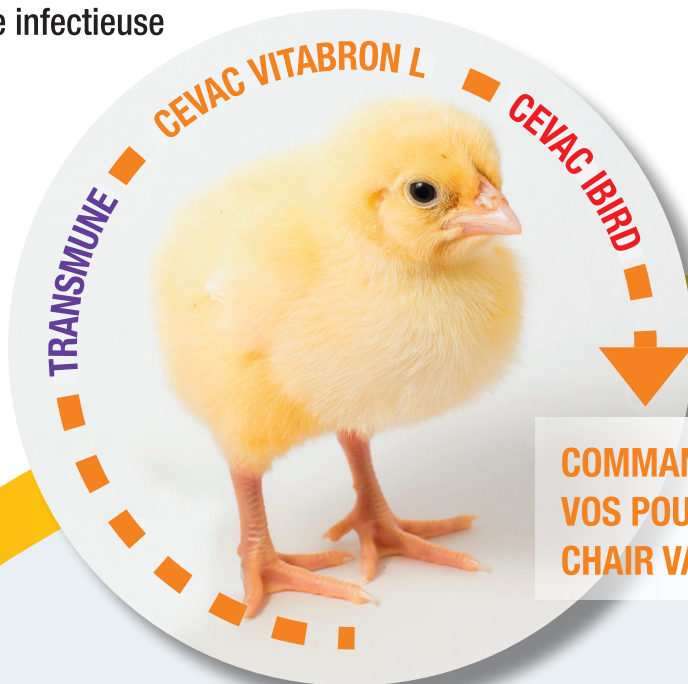 e infectieuse
TRANSMUNE
CEVAC VITABRON L
CEVAC IBIRD
COMMAN
VOS POU
CHAIR VA